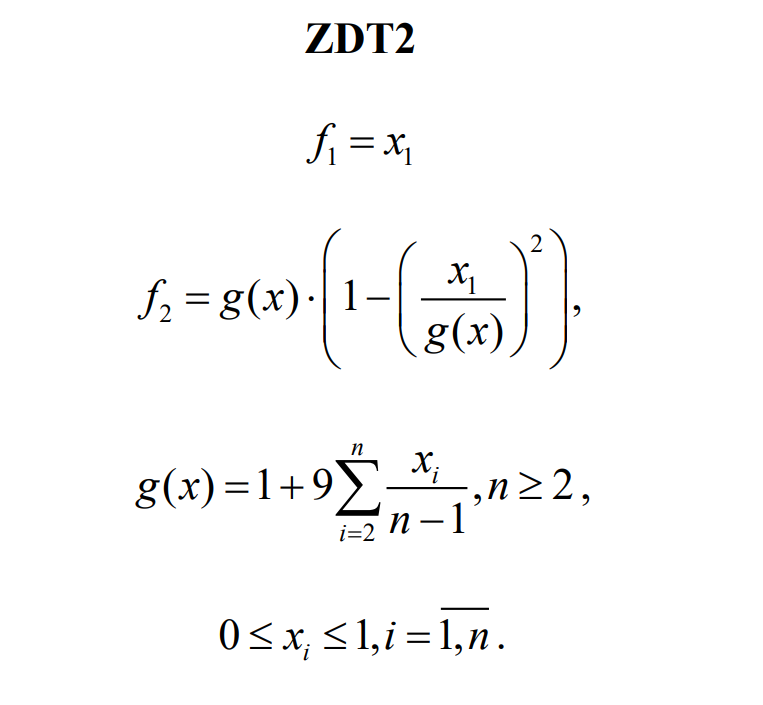 ZDT2
f₁ = x₁
f₂ = g(x) · (1 − (x₁ / g(x))²),
g(x) = 1 + 9 ∑_{i=2}^{n} x_i / (n − 1), n ≥ 2,
0 ≤ x_i ≤ 1, i = \overline{1, n}.